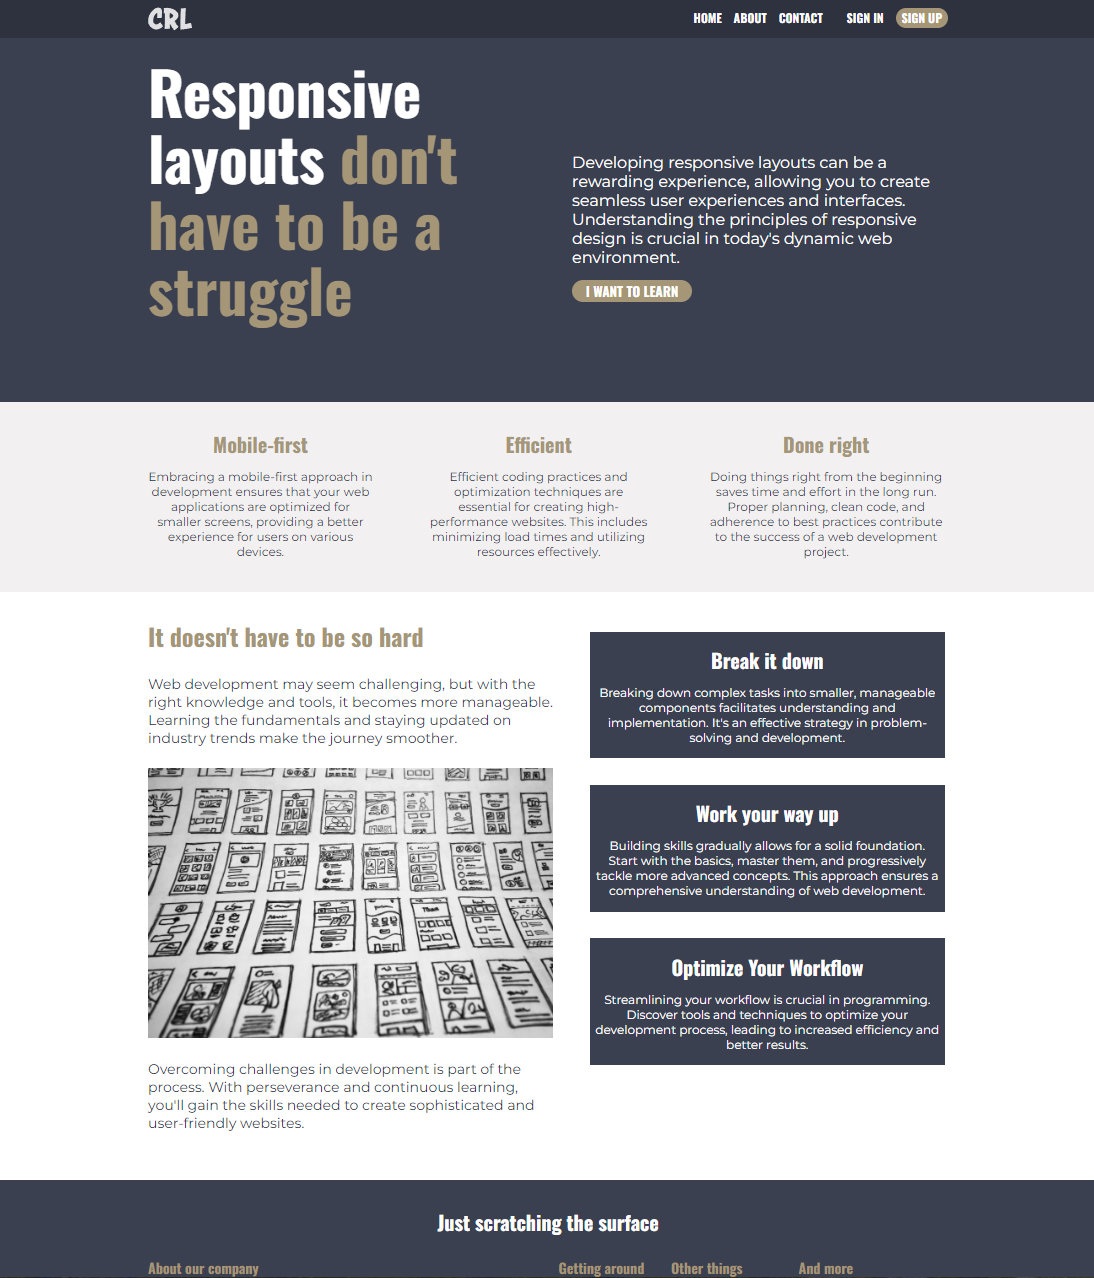 CRL
HOME ABOUT CONTACT SIGN IN SIGN UP
Responsive
layouts don't
have to be a
struggle
Developing responsive layouts can be a
rewarding experience, allowing you to create
seamless user experiences and interfaces.
Understanding the principles of responsive
design is crucial in today's dynamic web
environment.
I WANT TO LEARN
Mobile-first
Embracing a mobile-first approach in
development ensures that your web
applications are optimized for
smaller screens, providing a better
experience for users on various
devices.
Efficient
Efficient coding practices and
optimization techniques are
essential for creating high-
performance websites. This includes
minimizing load times and utilizing
resources effectively.
Done right
Doing things right from the beginning
saves time and effort in the long run.
Proper planning, clean code, and
adherence to best practices contribute
to the success of a web development
project.
It doesn't have to be so hard
Web development may seem challenging, but with the
right knowledge and tools, it becomes more manageable.
Learning the fundamentals and staying updated on
industry trends make the journey smoother.
Overcoming challenges in development is part of the
process. With perseverance and continuous learning,
you'll gain the skills needed to create sophisticated and
user-friendly websites.
Break it down
Breaking down complex tasks into smaller, manageable
components facilitates understanding and
implementation. It's an effective strategy in problem-
solving and development.
Work your way up
Building skills gradually allows for a solid foundation.
Start with the basics, master them, and progressively
tackle more advanced concepts. This approach ensures a
comprehensive understanding of web development.
Optimize Your Workflow
Streamlining your workflow is crucial in programming.
Discover tools and techniques to optimize your
development process, leading to increased efficiency and
better results.
Just scratching the surface
About our company Getting around Other things And more